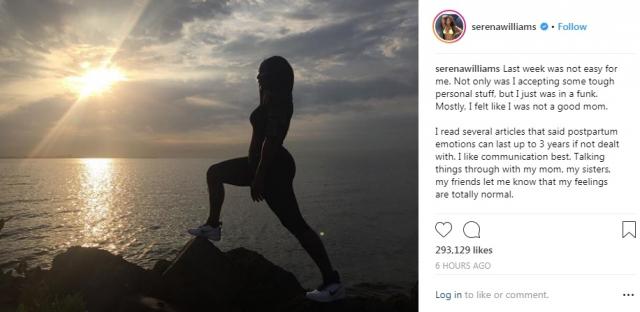 serenawilliams • Follow
serenawilliams Last week was not easy for
me. Not only was I accepting some tough
personal stuff, but I just was in a funk.
Mostly, I felt like I was not a good mom.
I read several articles that said postpartum
emotions can last up to 3 years if not dealt
with. I like communication best. Talking
things through with my mom, my sisters,
my friends let me know that my feelings
are totally normal.
293,129 likes
6 HOURS AGO
Log in to like or comment.